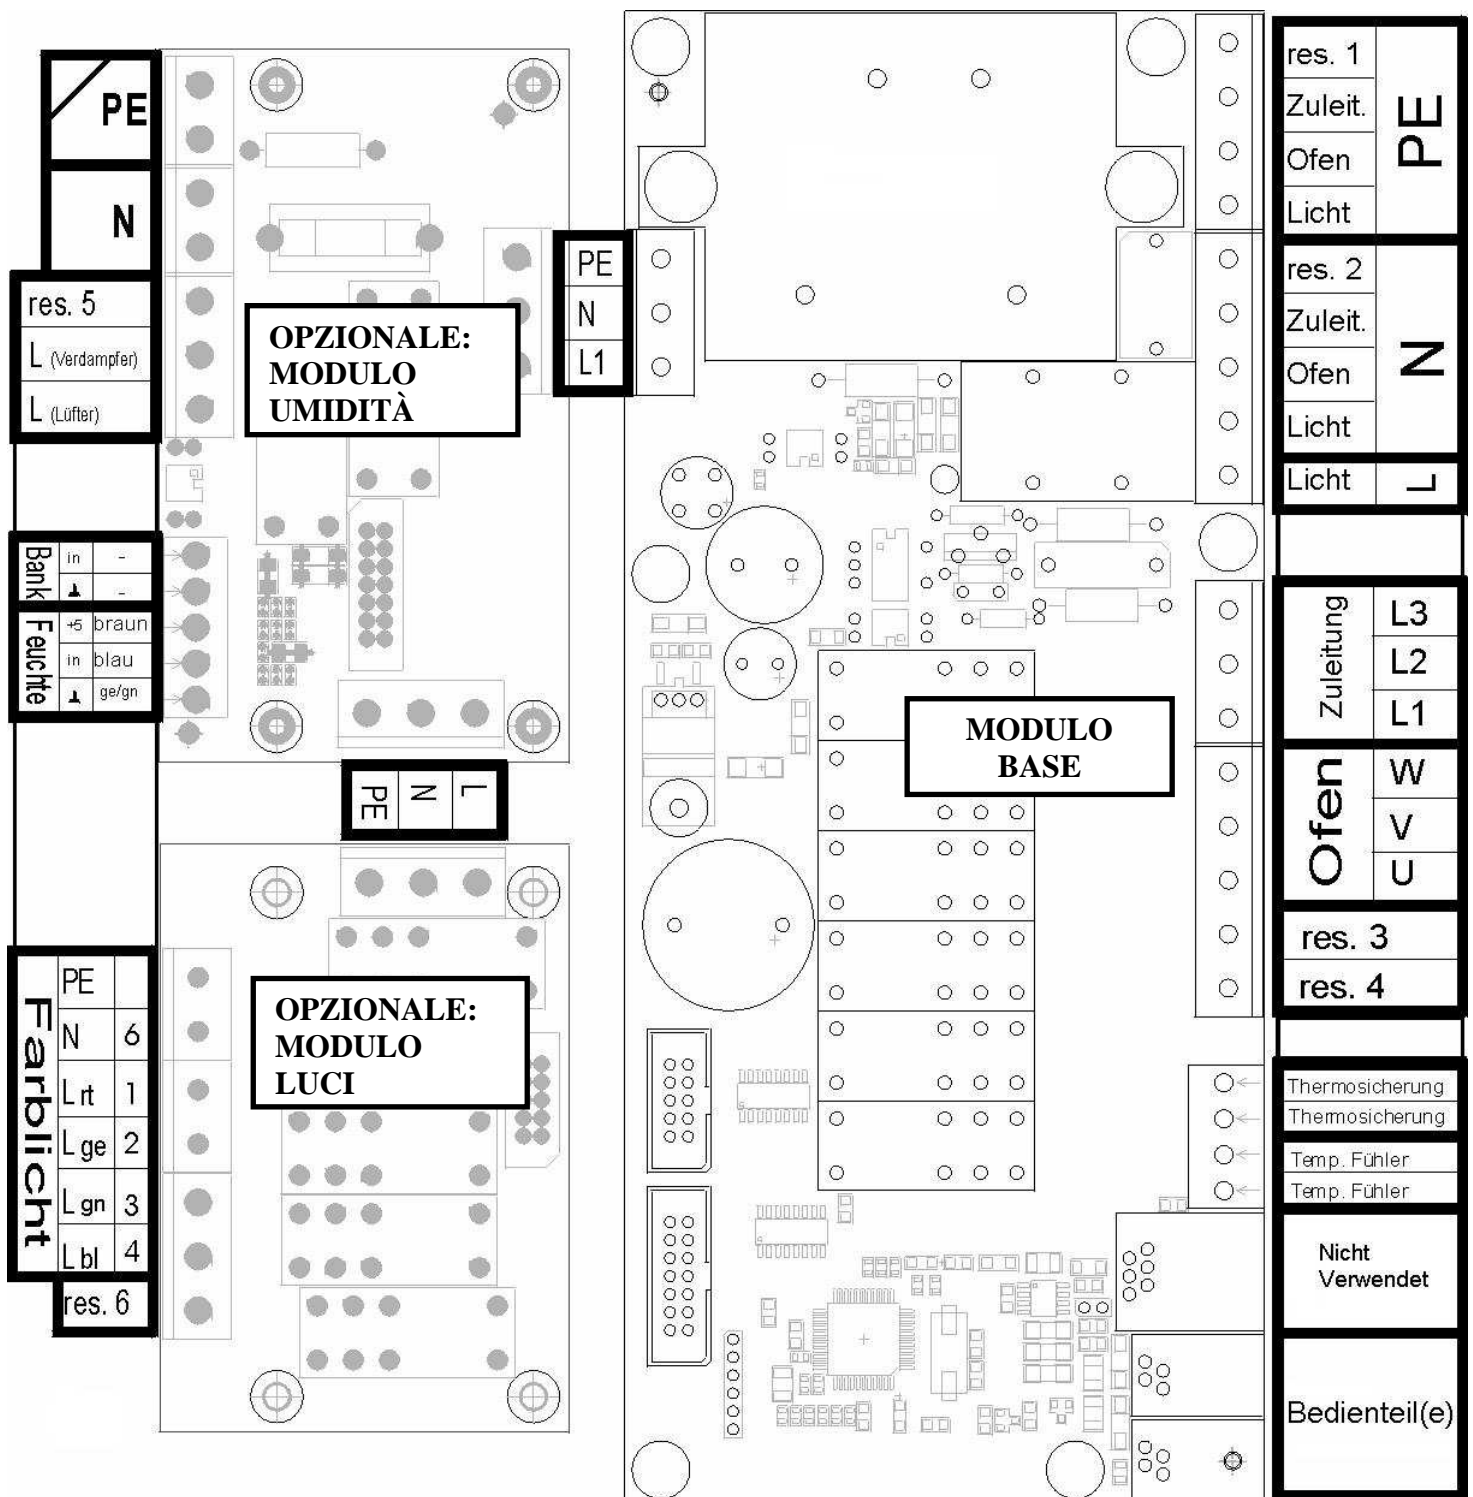 PE
N
res. 5
L (Verdampfer)
L (Lüfter)
Bank
in -
-
Feuchte
+5 braun
in blau
ge/gn
OPZIONALE:
MODULO
UMIDITÀ
PE
N
L1
PE N L
OPZIONALE:
MODULO
LUCI
Farblicht
PE
N 6
L rt 1
L ge 2
L gn 3
L bl 4
res. 6
MODULO
BASE
res. 1
Zuleit.
Ofen
Licht
PE
res. 2
Zuleit.
Ofen
Licht
N
Licht L
Zuleitung
L3
L2
L1
Ofen
W
V
U
res. 3
res. 4
Thermosicherung
Thermosicherung
Temp. Fühler
Temp. Fühler
Nicht
Verwendet
Bedienteil(e)